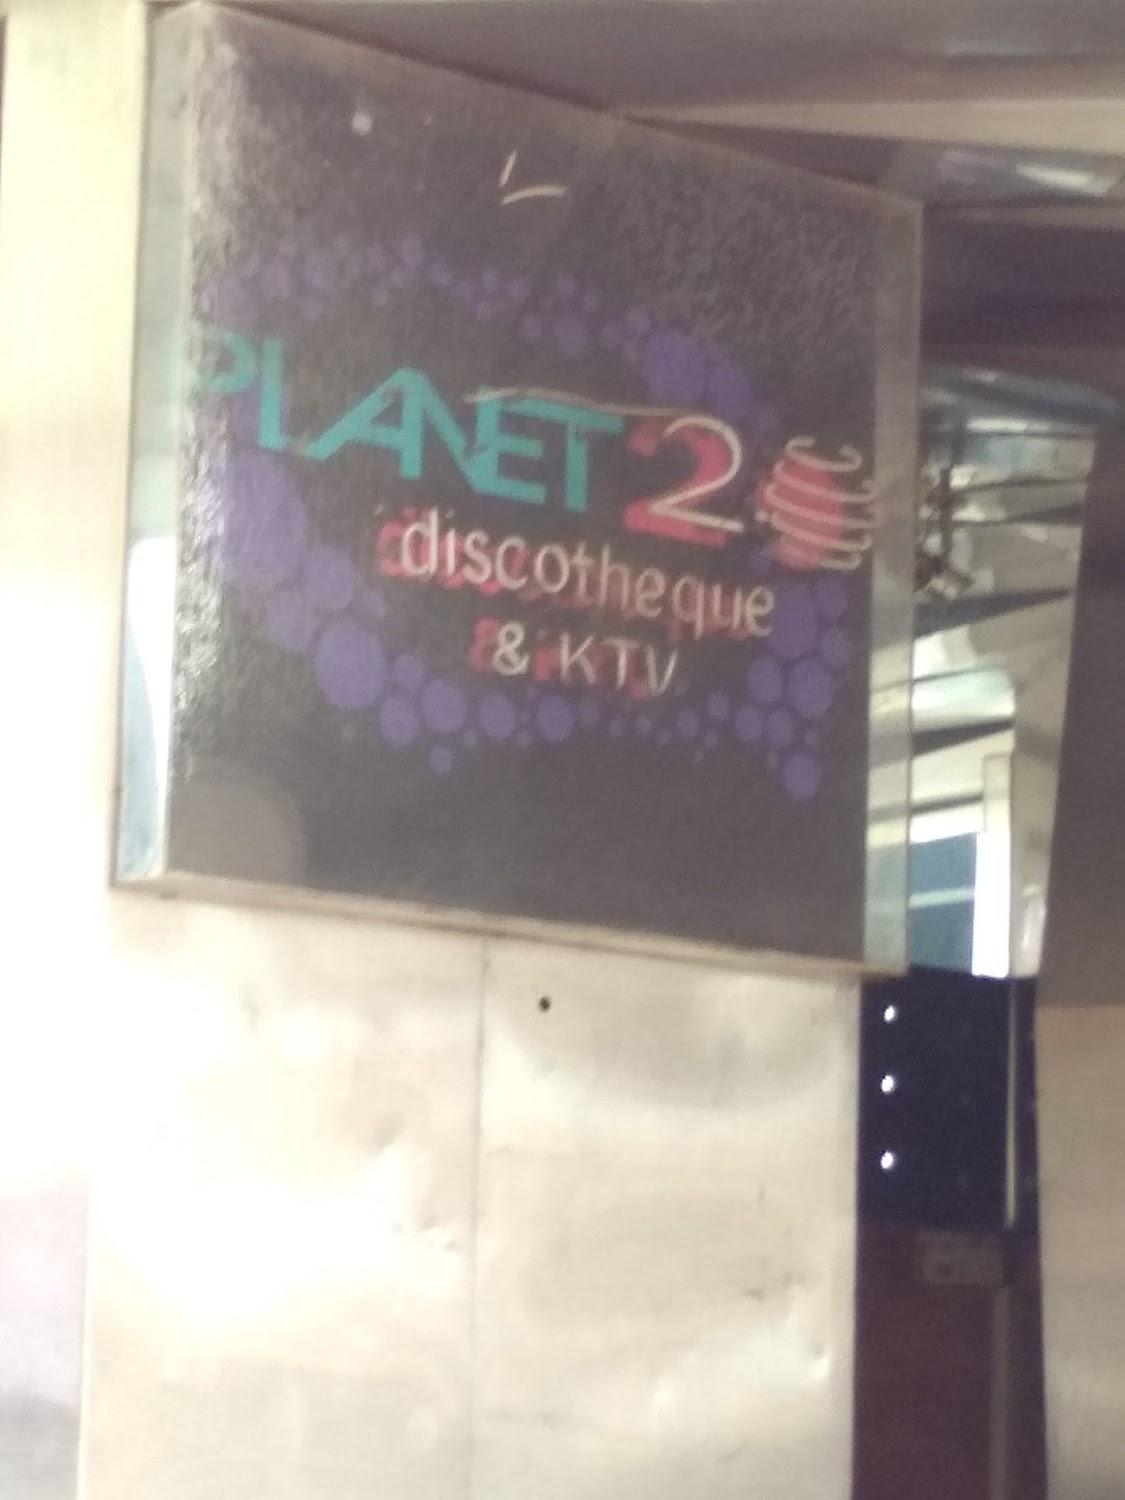 PLANET 2
discotheque
& KTV